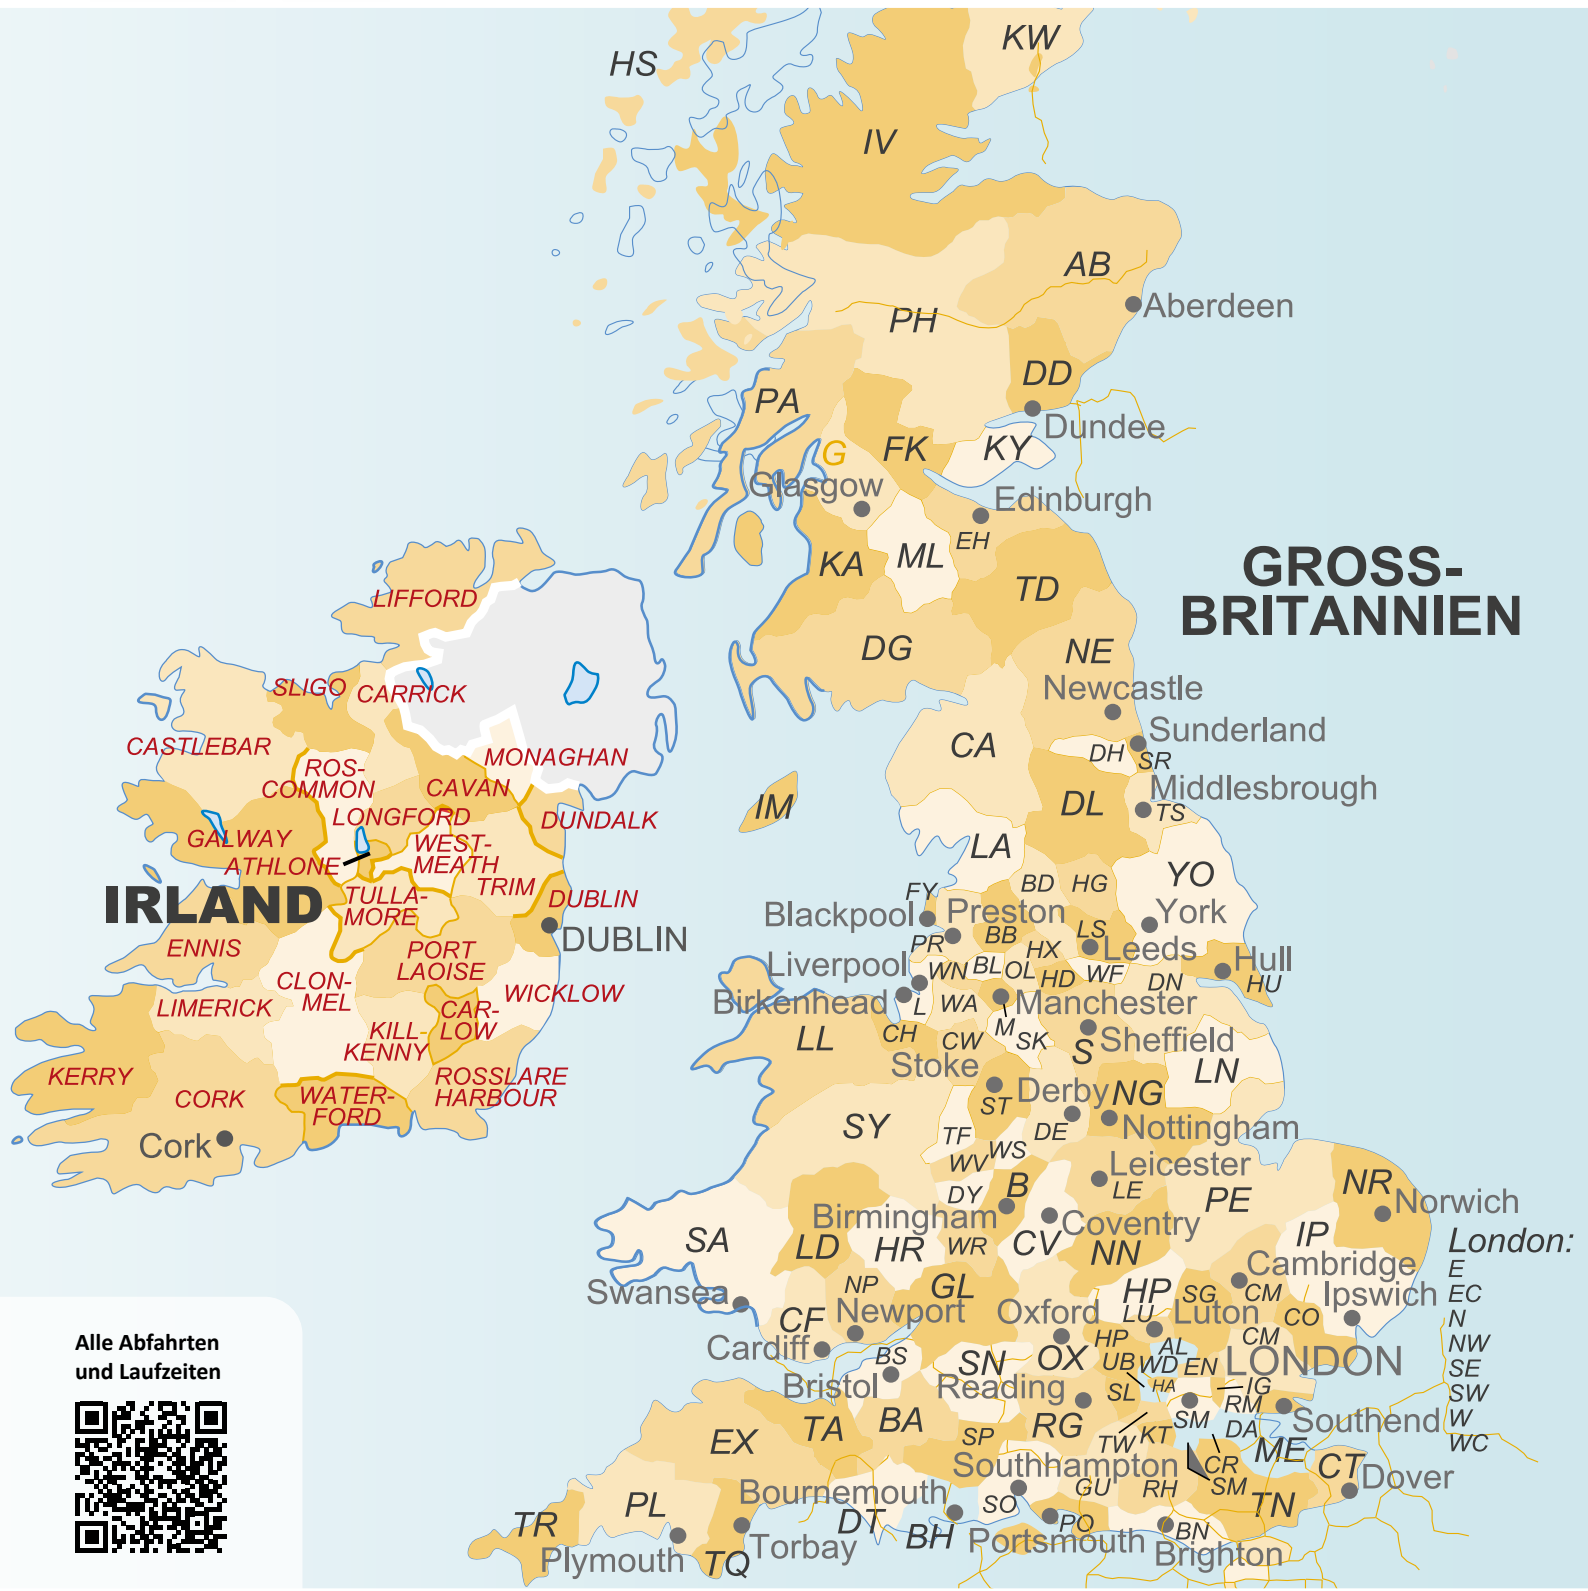 KW
HS
IV
AB
Aberdeen
PH
DD
PA
Dundee
G
FK
KY
Glasgow
Edinburgh
EH
ML
KA
TD
GROSS-
BRITANNIEN
DG
NE
Newcastle
Sunderland
CA
DH
SR
Middlesbrough
TS
DL
IM
LA
YO
BD
HG
FY
Blackpool
Preston
York
PR
BB
LS
HX
Leeds
Liverpool
WN
BL
OL
HD
WF
DN
Hull
HU
Birkenhead
L
WA
Manchester
M
SK
Sheffield
S
LL
CH
CW
Stoke
LN
Derby
NG
ST
Nottingham
SY
TF
DE
WV
WS
Leicester
LE
DY
B
PE
NR
Norwich
Birmingham
Coventry
SA
LD
HR
WR
CV
NN
IP
Cambridge
Swansea
NP
GL
HP
SG
CM
Ipswich
CF
Newport
Oxford
LU
Luton
CO
Cardiff
HP
AL
CM
BS
SN
OX
UB
WD
EN
LONDON
Bristol
Reading
SL
HA
IG
RM
TA
BA
SM
Southend
EX
SP
RG
TW
KT
DA
ME
Southhampton
CR
SM
CT
Dover
PL
Bournemouth
SO
GU
RH
TN
TR
DT
BH
PO
Portsmouth
BN
Brighton
Plymouth
TQ
Torbay
London:
E
EC
N
NW
SE
SW
W
WC
LIFFORD
SLIGO
CARRICK
CASTLEBAR
MONAGHAN
ROS-
COMMON
CAVAN
LONGFORD
DUNDALK
GALWAY
WEST-
MEATH
ATHLONE
TRIM
IRLAND
TULLA-
MORE
DUBLIN
DUBLIN
ENNIS
PORT
LAOISE
CLON-
MEL
WICKLOW
LIMERICK
CAR-
LOW
KILL-
KENNY
KERRY
ROSSLARE
HARBOUR
CORK
WATER-
FORD
Cork
Alle Abfahrten
und Laufzeiten